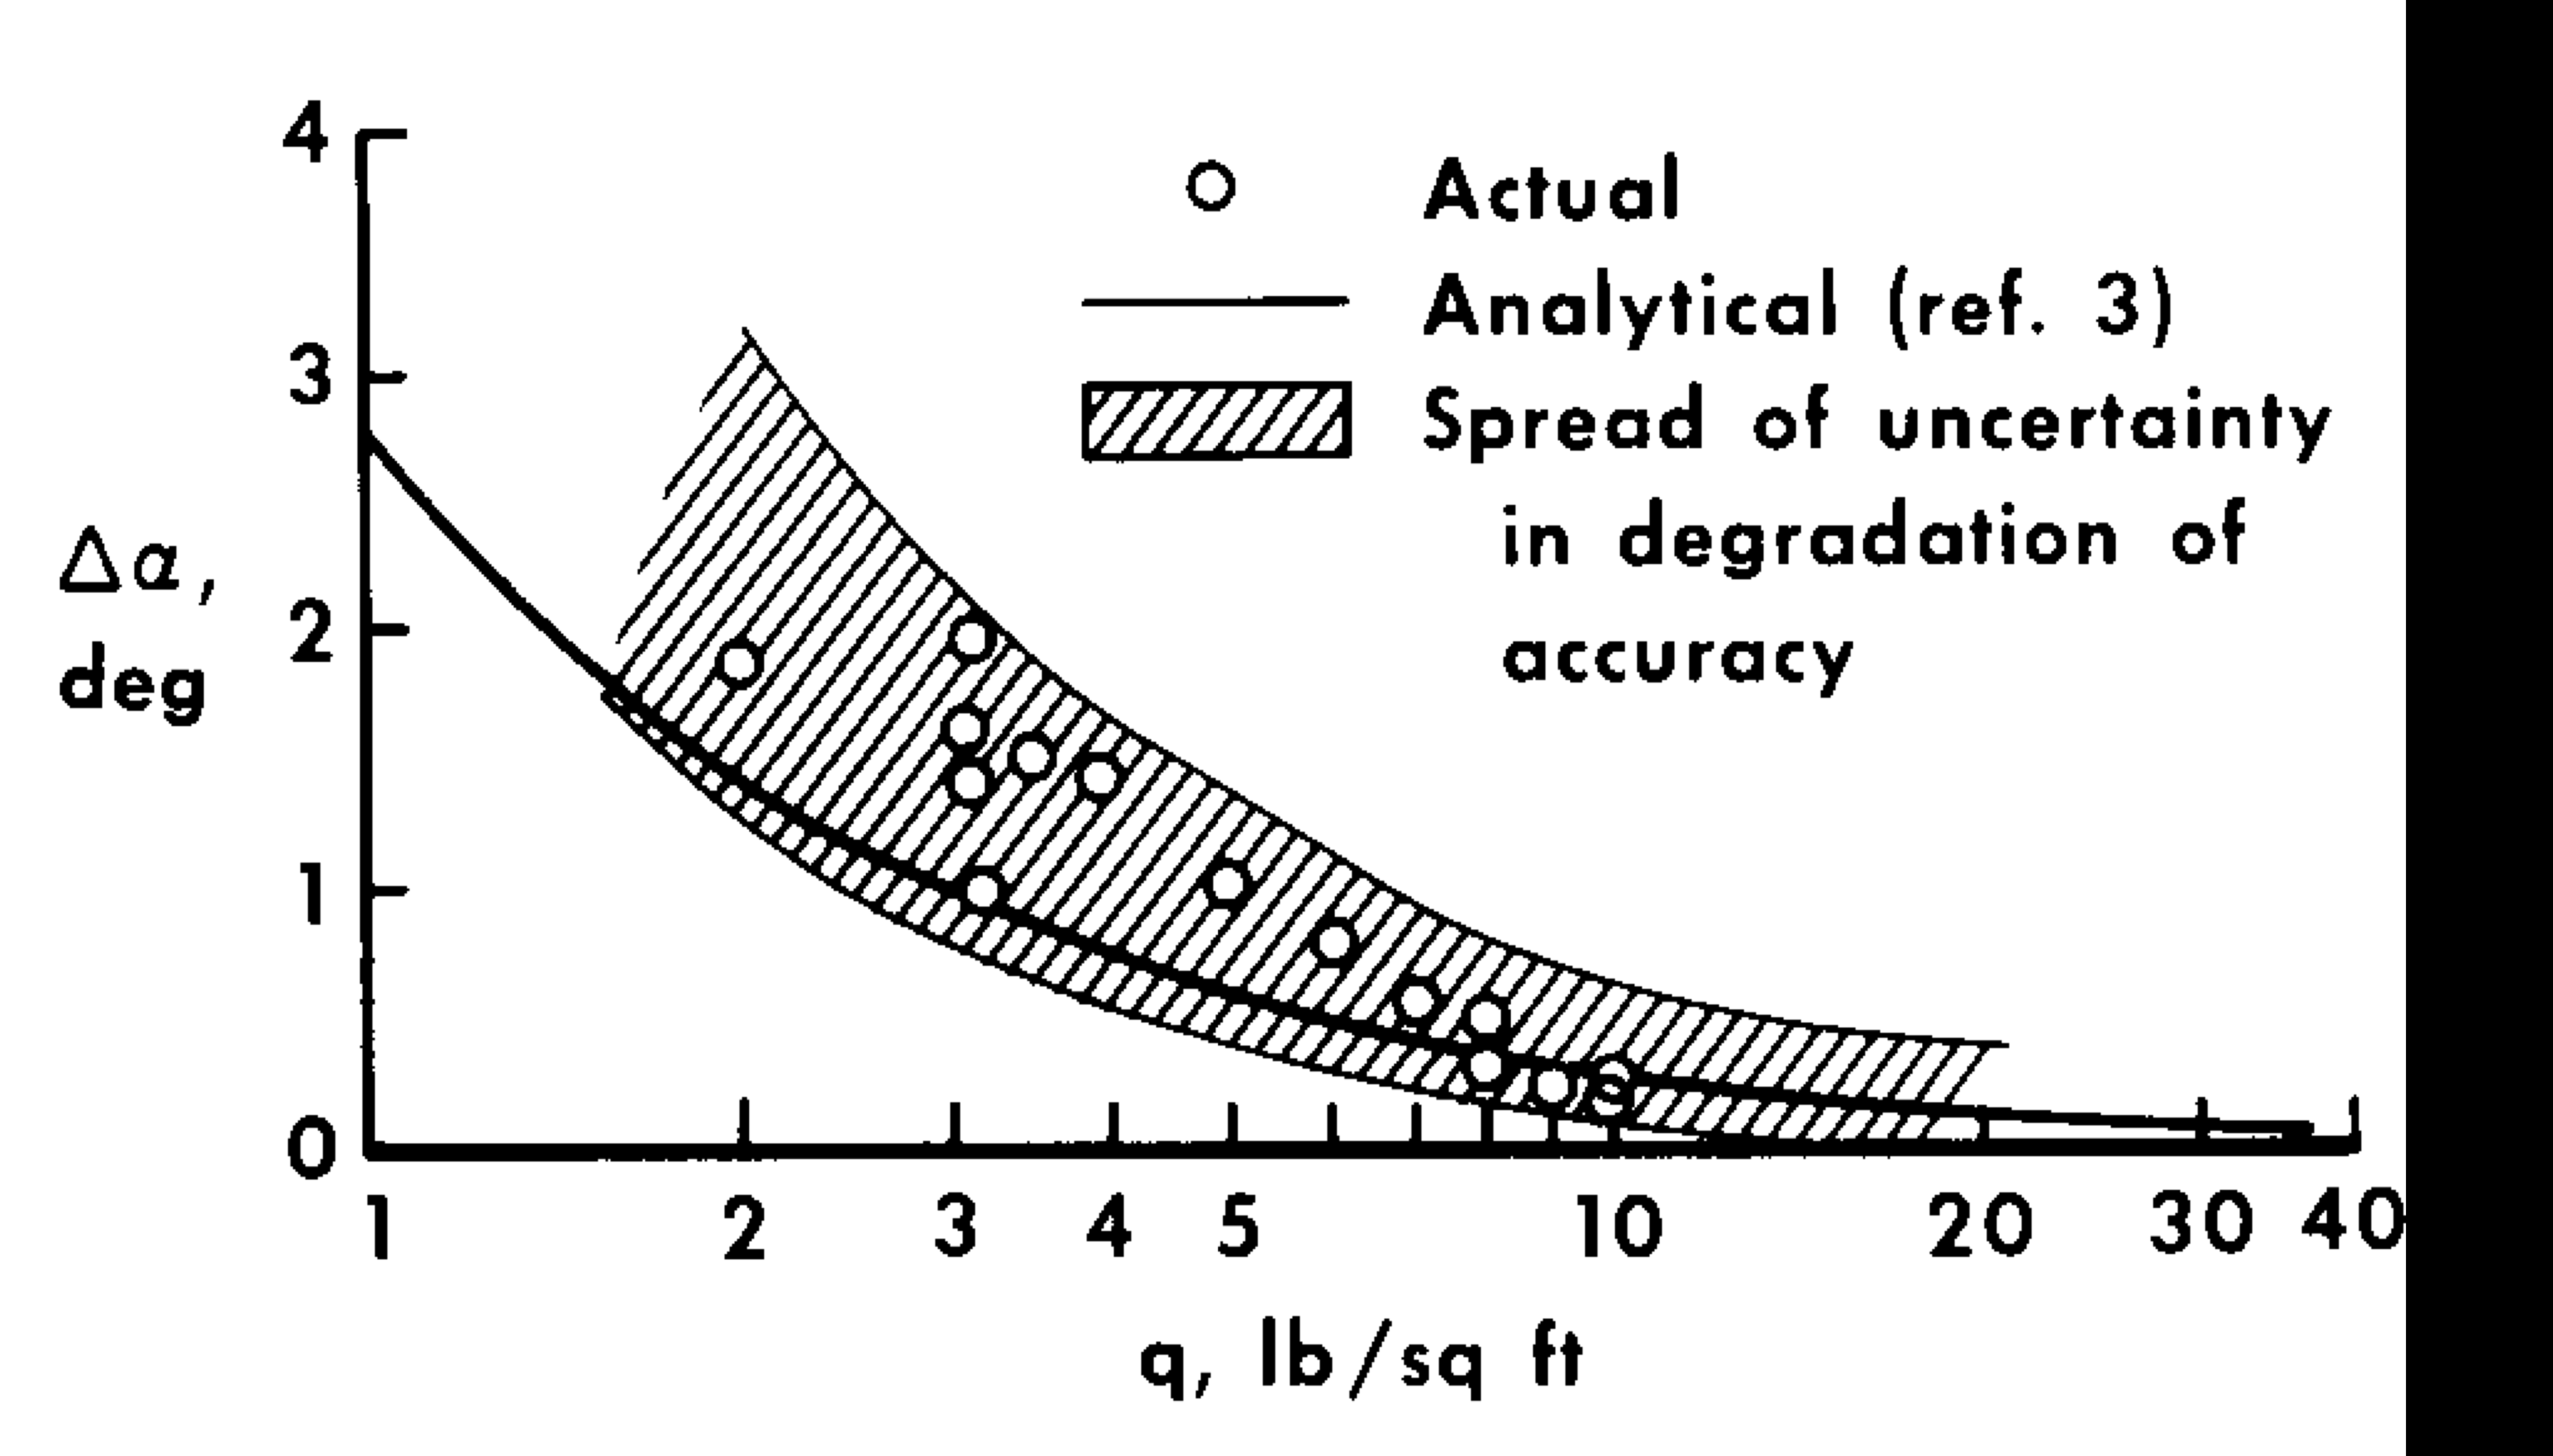 4
3
2
1
0
Δα,
deg
Actual
Analytical (ref. 3)
Spread of uncertainty
in degradation of
accuracy
1 2 3 4 5 10 20 30 40
q, lb/sq ft